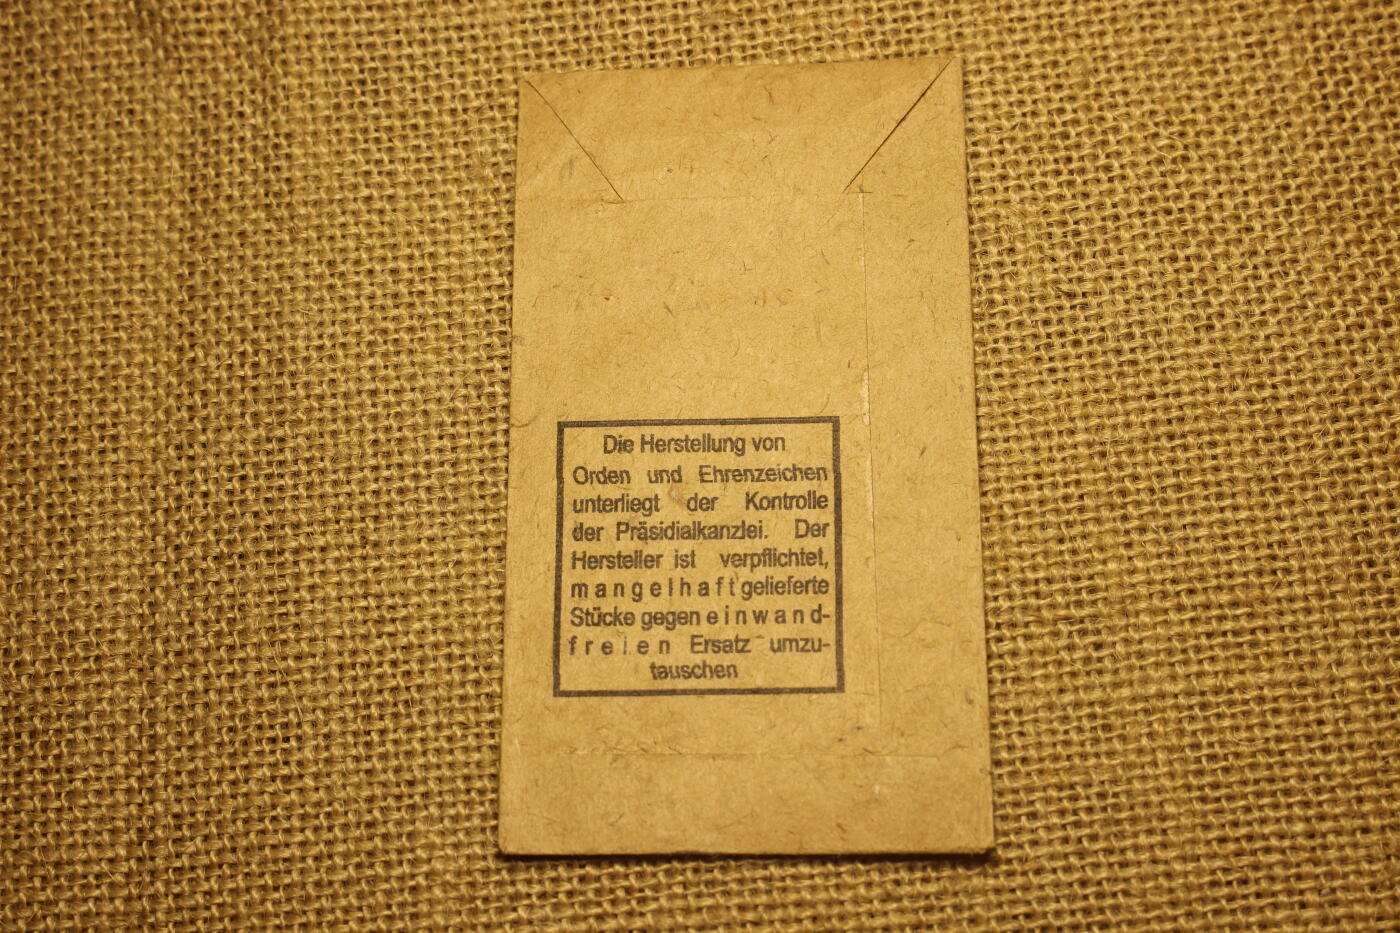 Die Herstellung von
Orden und Ehrenzeichen
unterliegt der Kontrolle
der Präsidialkanzlei. Der
Hersteller ist verpflichtet,
mangelhaft gelieferte
Stücke gegen einwand-
freien Ersatz umzu-
tauschen